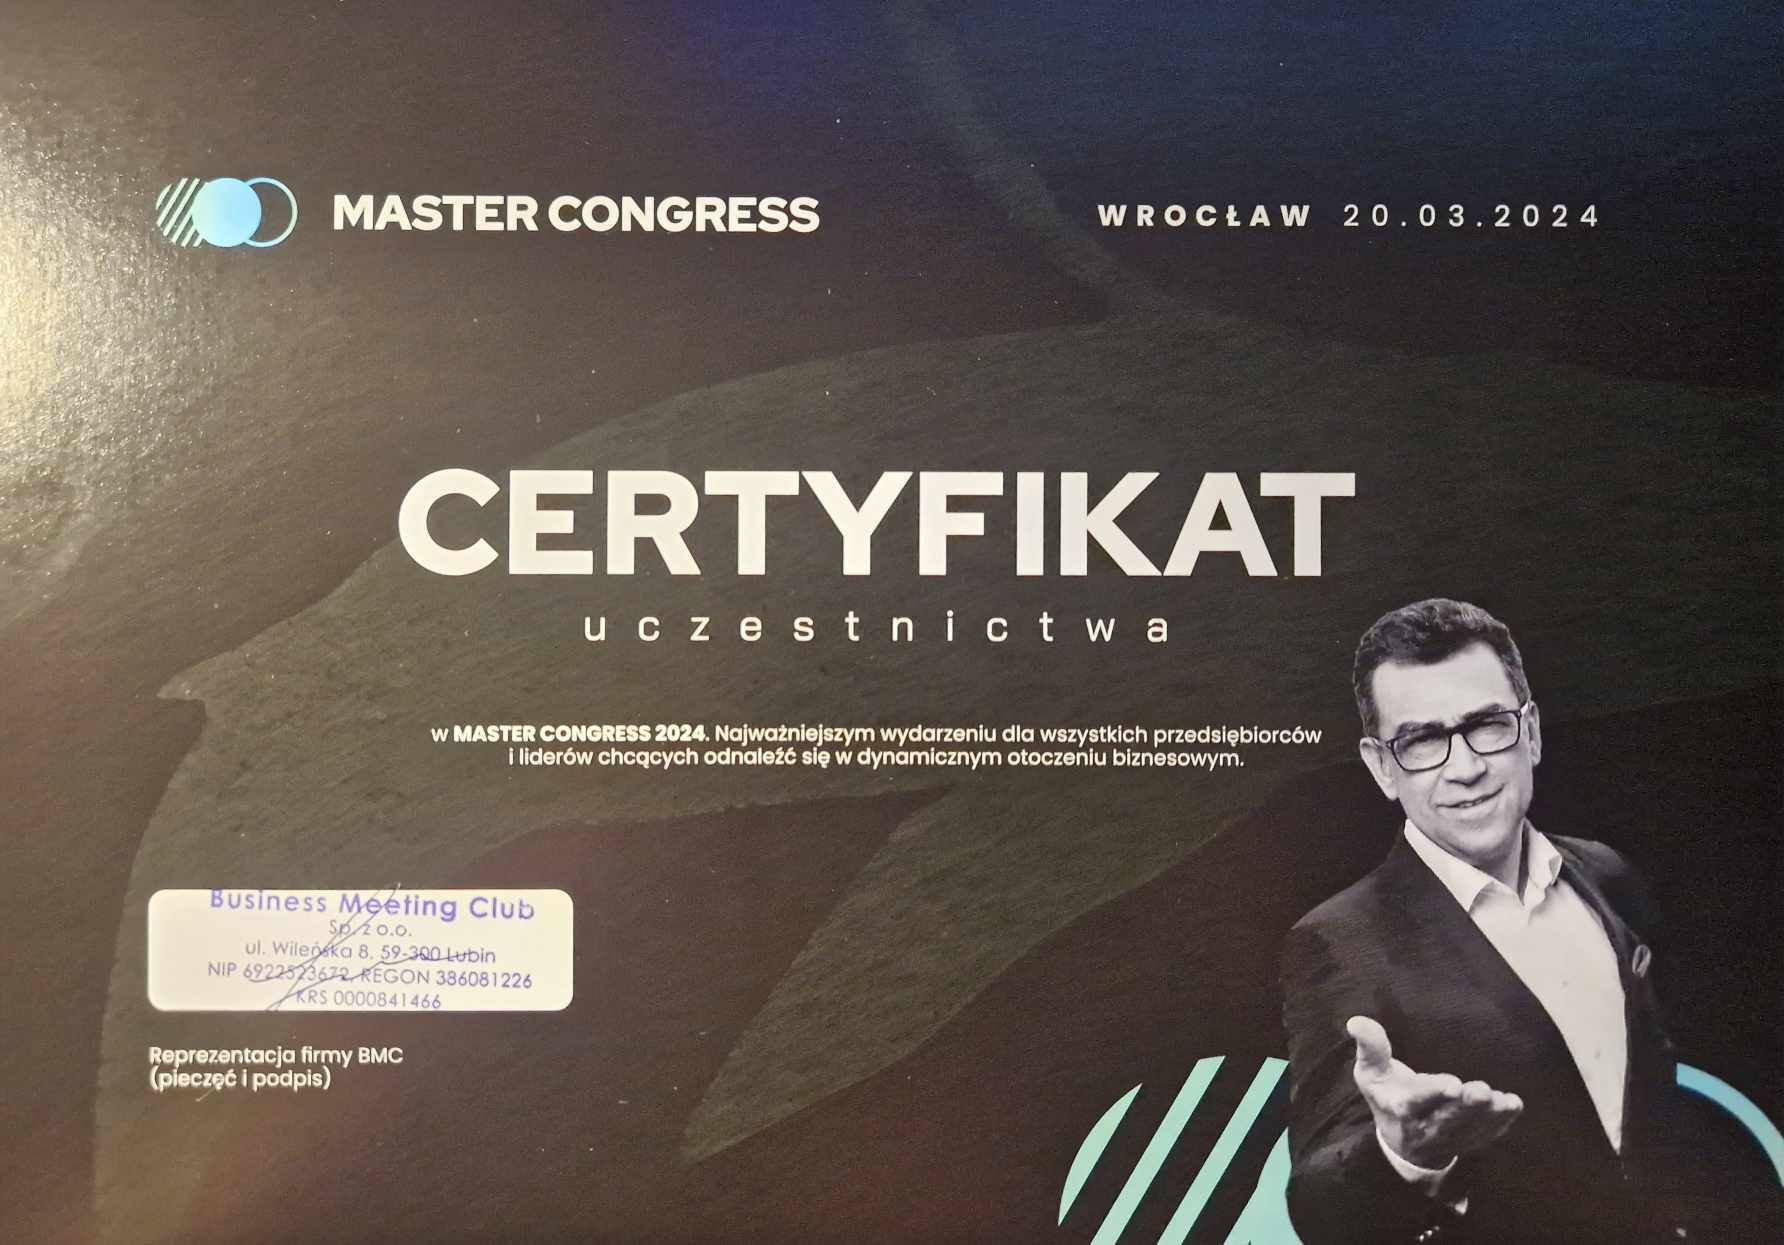 MASTER CONGRESS
WROCŁAW 20.03.2024
CERTYFIKAT
uczestnictwa
w MASTER CONGRESS 2024. Najważniejszym wydarzeniu dla wszystkich przedsiębiorców
i liderów chcących odnaleźć się w dynamicznym otoczeniu biznesowym.
Business Meeting Club
Sp. z o.o.
ul. Wileńska 8, 59-300 Lubin
NIP 6922523672, REGON 386081226
KRS 0000841466
Reprezentacja firmy BMC
(pieczęć i podpis)